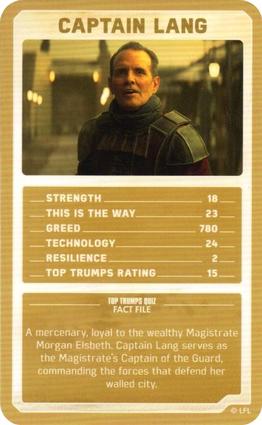 CAPTAIN LANG
STRENGTH 18
THIS IS THE WAY 23
GREED 780
TECHNOLOGY 24
RESILIENCE 2
TOP TRUMPS RATING 15
TOP TRUMPS QUIZ
FACT FILE
A mercenary, loyal to the wealthy Magistrate
Morgan Elsbeth. Captain Lang serves as
the Magistrate's Captain of the Guard,
commanding the forces that defend her
walled city.
© LFL